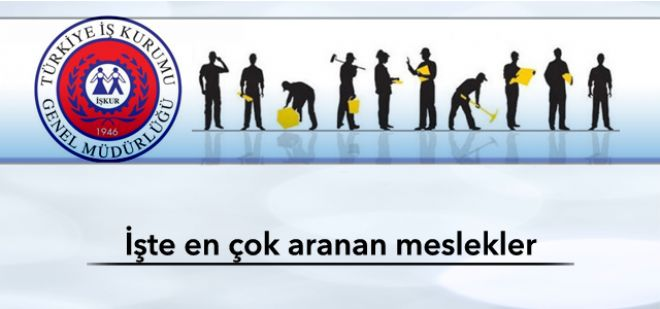 TÜRKİYE İŞ KURUMU
İŞKUR
1946
GENEL MÜDÜRLÜĞÜ
İşte en çok aranan meslekler